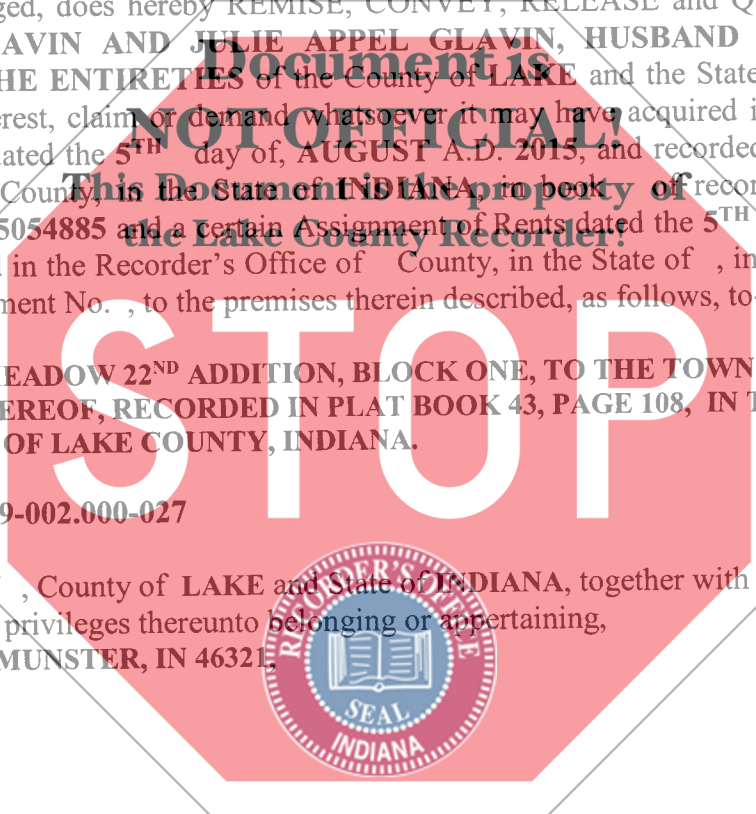 ged, does hereby REMISE, CONVEY, RELEASE and Q
AVIN AND JULIE APPEL GLAVIN, HUSBAND
Document is
HE ENTIRETIES of the County of LAKE and the State
erest, claim or demand whatsoever it may have acquired i
NOT OFFICIAL!
ated the 5TH day of, AUGUST A.D. 2015, and recorded
This Document is the property of
County, in the State of INDIANA, in book of recor
5054885 and a certain Assignment of Rents dated the 5TH
the Lake County Recorder!
d in the Recorder's Office of County, in the State of , in
ment No. , to the premises therein described, as follows, to
STOP
EADOW 22ND ADDITION, BLOCK ONE, TO THE TOWN
EREOF, RECORDED IN PLAT BOOK 43, PAGE 108, IN T
OF LAKE COUNTY, INDIANA.
9-002.000-027
, County of LAKE and State of INDIANA, together with
privileges thereunto belonging or appertaining,
MUNSTER, IN 46321,
RECORDER'S OFFICE
SEAL
INDIANA